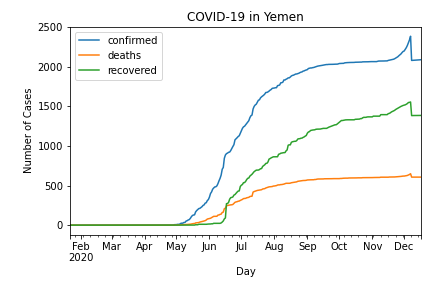 COVID-19 in Yemen
confirmed
deaths
recovered
Number of Cases
2500
2000
1500
1000
500
0
Feb Mar Apr May Jun Jul Aug Sep Oct Nov Dec
2020
Day